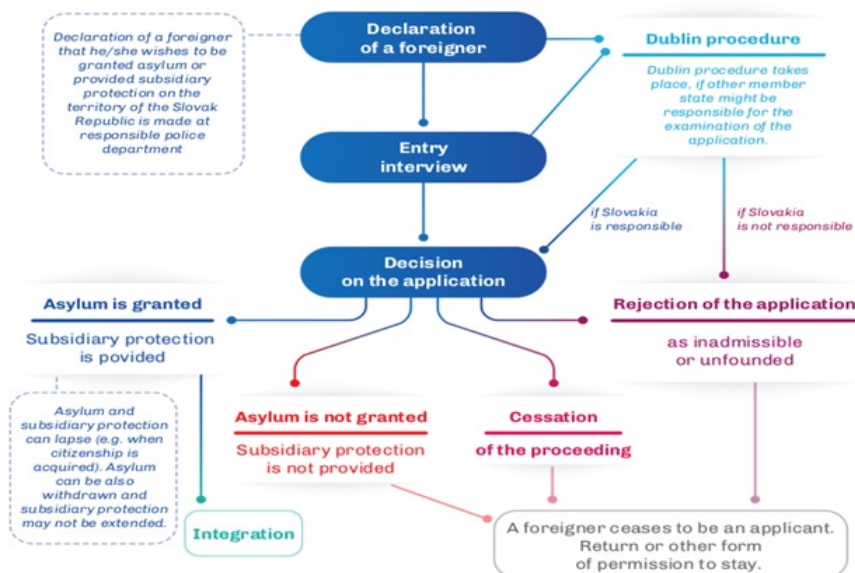 Declaration of a foreigner
that he/she wishes to be
granted asylum or
provided subsidiary
protection on the
territory of the Slovak
Republic is made at
responsible police
department
Declaration
of a foreigner
Dublin procedure
Dublin procedure takes
place, if other member
state might be
responsible for the
examination of the
application.
Entry
interview
if Slovakia
is responsible
if Slovakia
is not responsible
Decision
on the application
Asylum is granted
Subsidiary protection
is povided
Rejection of the application
as inadmissible
or unfounded
Asylum and
subsidiary protection
can lapse (e.g. when
citizenship is
acquired). Asylum
can be also
withdrawn and
subsidiary protection
may not be extended.
Asylum is not granted
Subsidiary protection
is not provided
Cessation
of the proceeding
Integration
A foreigner ceases to be an applicant.
Return or other form
of permission to stay.